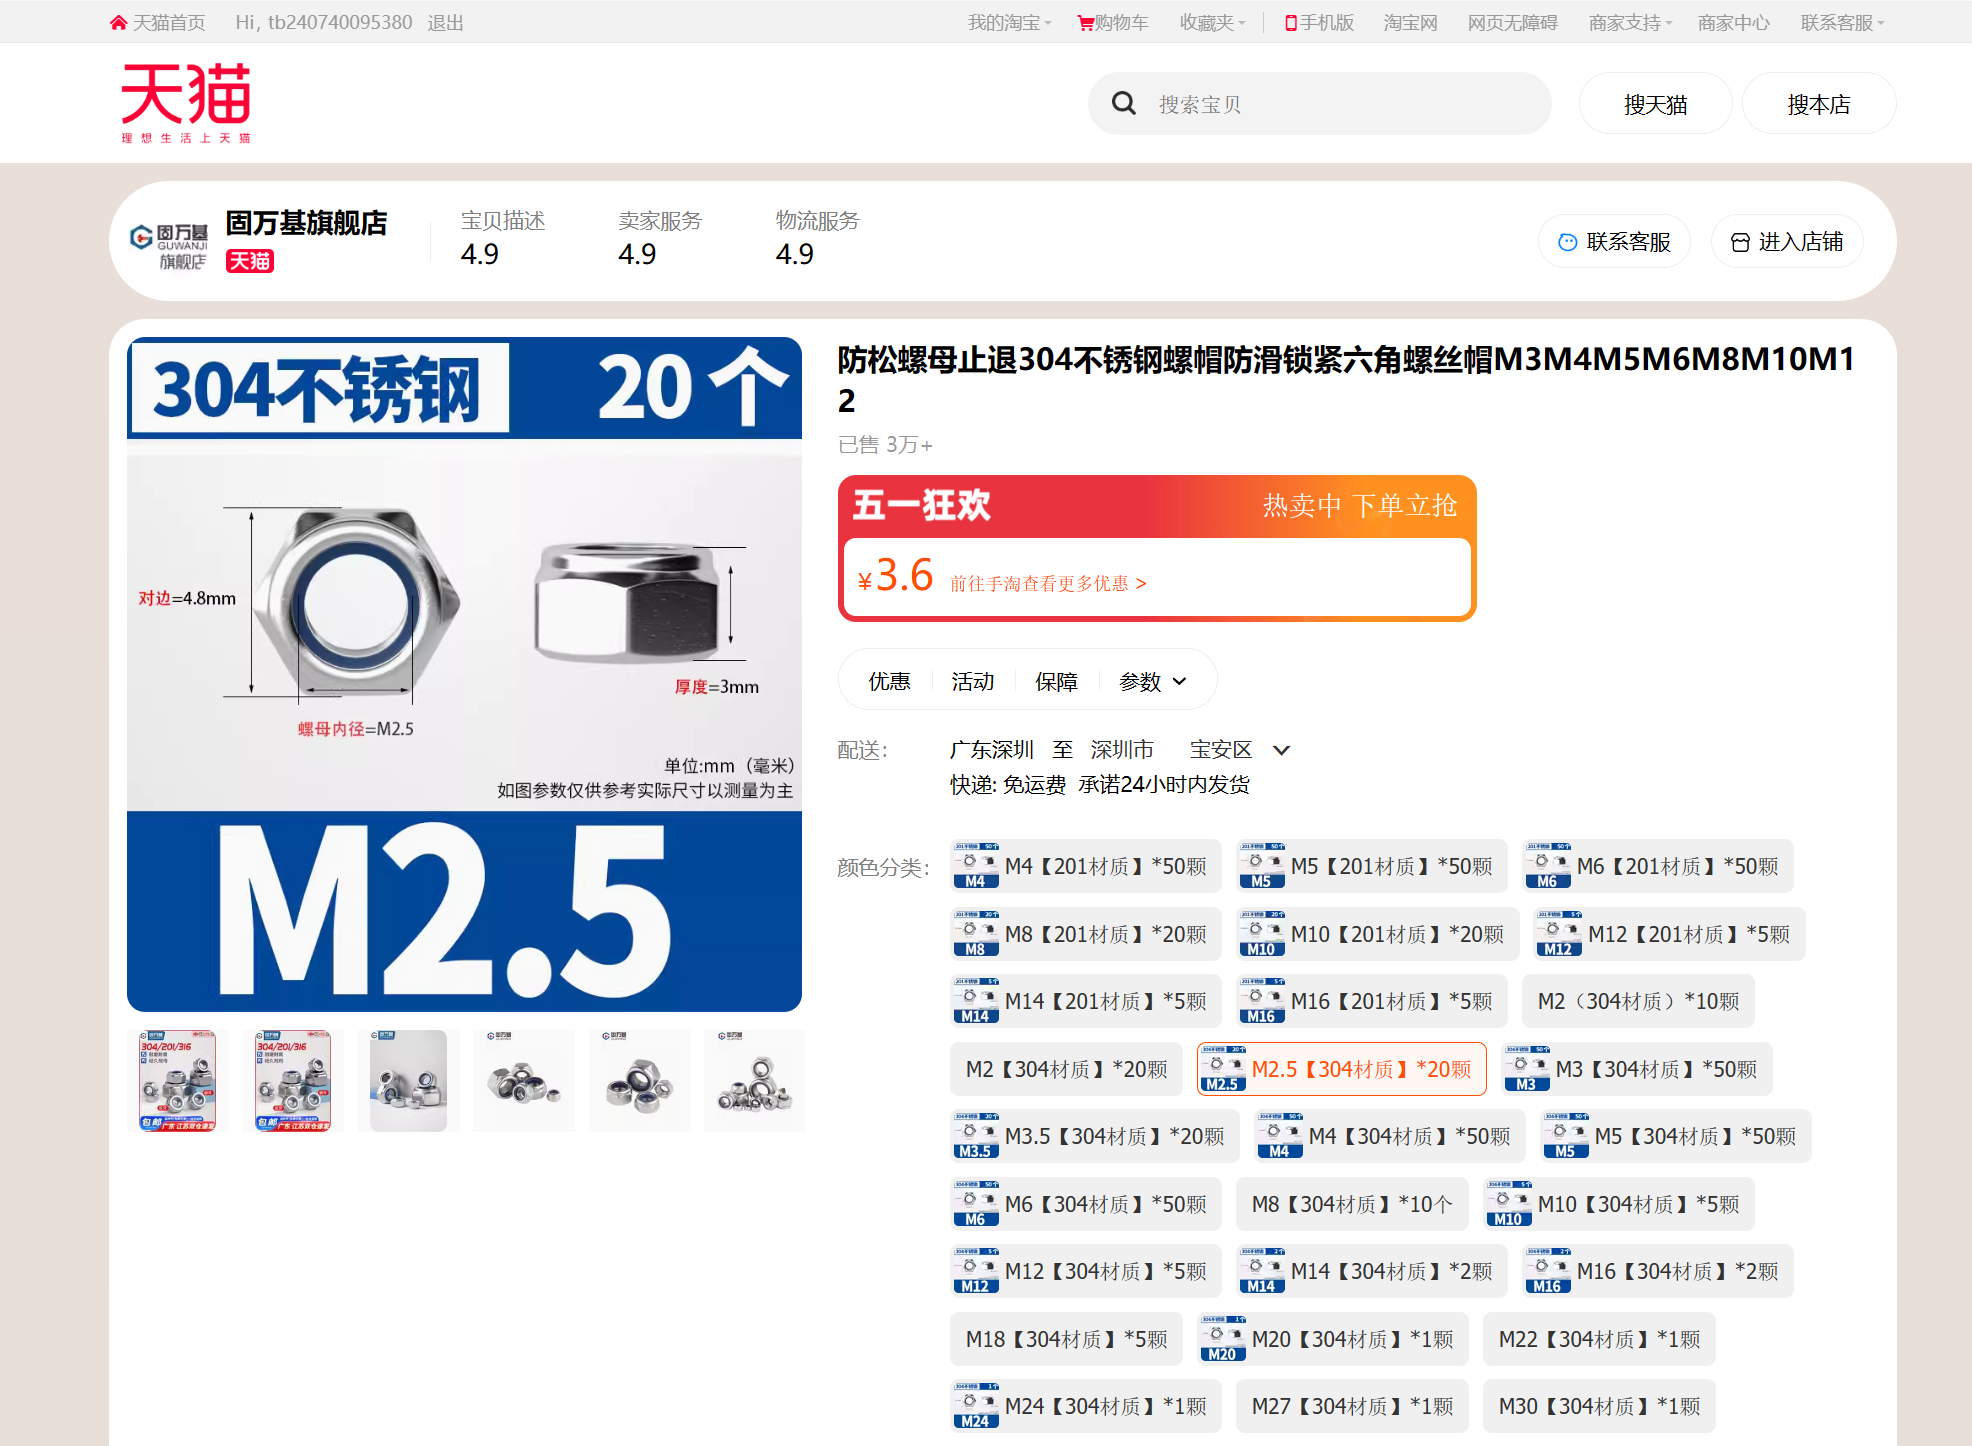 天猫首页 Hi, tb240740095380 退出 我的淘宝 购物车 收藏夹 手机版 淘宝网 网页无障碍 商家支持 商家中心 联系客服
天猫
理想生活上天猫
搜索宝贝 搜天猫 搜本店
固万基
GUWANJI
旗舰店
固万基旗舰店
天猫
宝贝描述 卖家服务 物流服务
4.9 4.9 4.9
联系客服 进入店铺
304不锈钢 20个
对边=4.8mm
厚度=3mm
螺母内径=M2.5
单位:mm（毫米）
如图参数仅供参考实际尺寸以测量为主
M2.5
防松螺母止退304不锈钢螺帽防滑锁紧六角螺丝帽M3M4M5M6M8M10M1
2
已售 3万+
五一狂欢 热卖中 下单立抢
¥3.6 前往手淘查看更多优惠 >
优惠 活动 保障 参数
配送: 广东深圳 至 深圳市 宝安区
快递: 免运费 承诺24小时内发货
颜色分类: M4【201材质】*50颗 M5【201材质】*50颗 M6【201材质】*50颗
M8【201材质】*20颗 M10【201材质】*20颗 M12【201材质】*5颗
M14【201材质】*5颗 M16【201材质】*5颗 M2（304材质）*10颗
M2【304材质】*20颗 M2.5【304材质】*20颗 M3【304材质】*50颗
M3.5【304材质】*20颗 M4【304材质】*50颗 M5【304材质】*50颗
M6【304材质】*50颗 M8【304材质】*10个 M10【304材质】*5颗
M12【304材质】*5颗 M14【304材质】*2颗 M16【304材质】*2颗
M18【304材质】*5颗 M20【304材质】*1颗 M22【304材质】*1颗
M24【304材质】*1颗 M27【304材质】*1颗 M30【304材质】*1颗